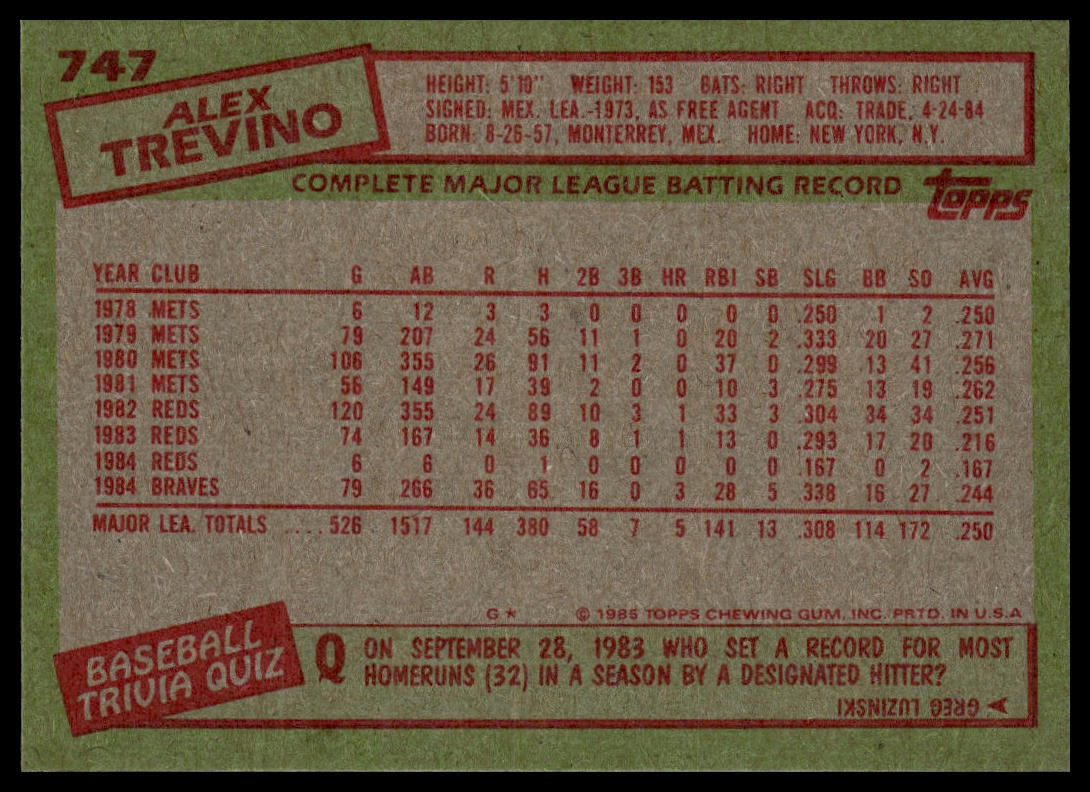 747
ALEX
TREVINO
HEIGHT: 5'10" WEIGHT: 153 BATS: RIGHT THROWS: RIGHT
SIGNED: MEX. LEA.-1973, AS FREE AGENT ACQ: TRADE, 4-24-84
BORN: 8-26-57, MONTERREY, MEX. HOME: NEW YORK, N.Y.
COMPLETE MAJOR LEAGUE BATTING RECORD
topps
YEAR CLUB G AB R H 2B 3B HR RBI SB SLG BB SO AVG
1978 METS 6 12 3 3 0 0 0 0 0 .250 1 2 .250
1979 METS 79 207 24 56 11 1 0 20 2 .333 20 27 .271
1980 METS 106 355 26 91 11 2 0 37 0 .299 13 41 .256
1981 METS 56 149 17 39 2 0 0 10 3 .275 13 19 .262
1982 REDS 120 355 24 89 10 3 1 33 3 .304 34 34 .251
1983 REDS 74 167 14 36 8 1 1 13 0 .293 17 20 .216
1984 REDS 6 6 0 1 0 0 0 0 0 .167 0 2 .167
1984 BRAVES 79 266 36 65 16 0 3 28 5 .338 16 27 .244
MAJOR LEA. TOTALS .... 526 1517 144 380 58 7 5 141 13 .308 114 172 .250
G* © 1985 TOPPS CHEWING GUM, INC. PRTD. IN U.S.A
BASEBALL
TRIVIA QUIZ
Q ON SEPTEMBER 28, 1983 WHO SET A RECORD FOR MOST
HOMERUNS (32) IN A SEASON BY A DESIGNATED HITTER?
A GREG LUZINSKI